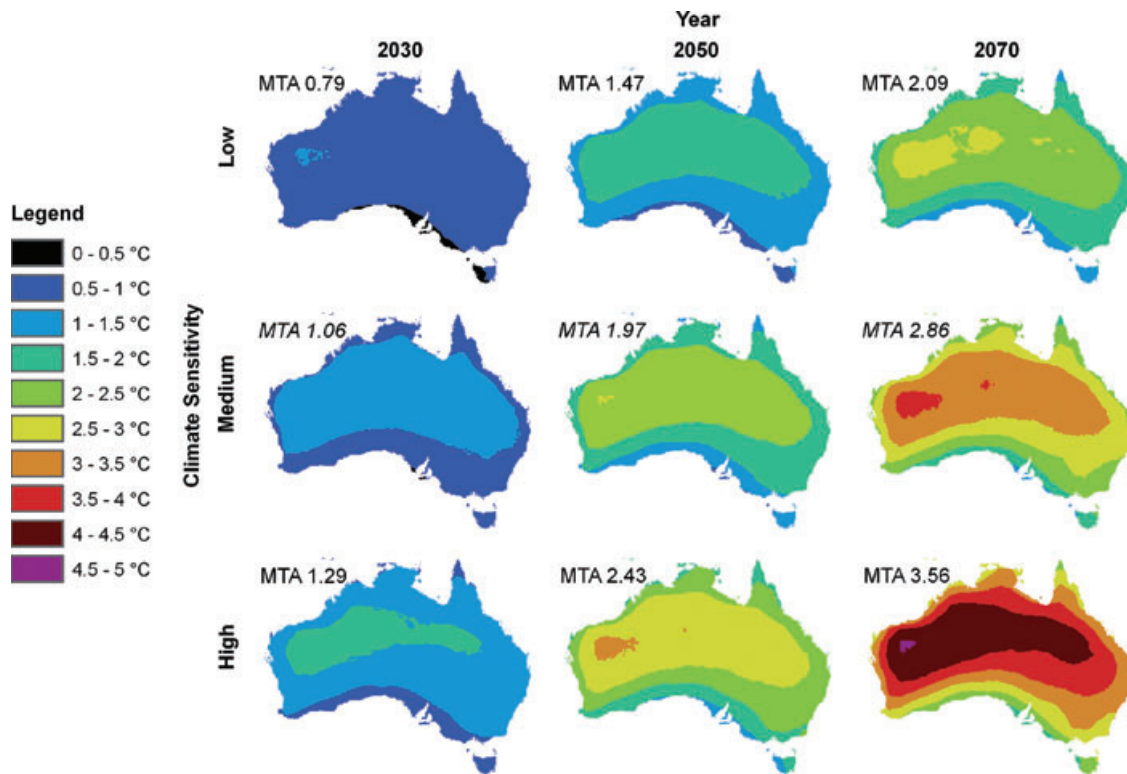 Year
2030 2050 2070
MTA 0.79 MTA 1.47 MTA 2.09
Low
Legend
0 - 0.5 °C
0.5 - 1 °C
1 - 1.5 °C
1.5 - 2 °C
2 - 2.5 °C
2.5 - 3 °C
3 - 3.5 °C
3.5 - 4 °C
4 - 4.5 °C
4.5 - 5 °C
Climate Sensitivity
MTA 1.06 MTA 1.97 MTA 2.86
Medium
MTA 1.29 MTA 2.43 MTA 3.56
High